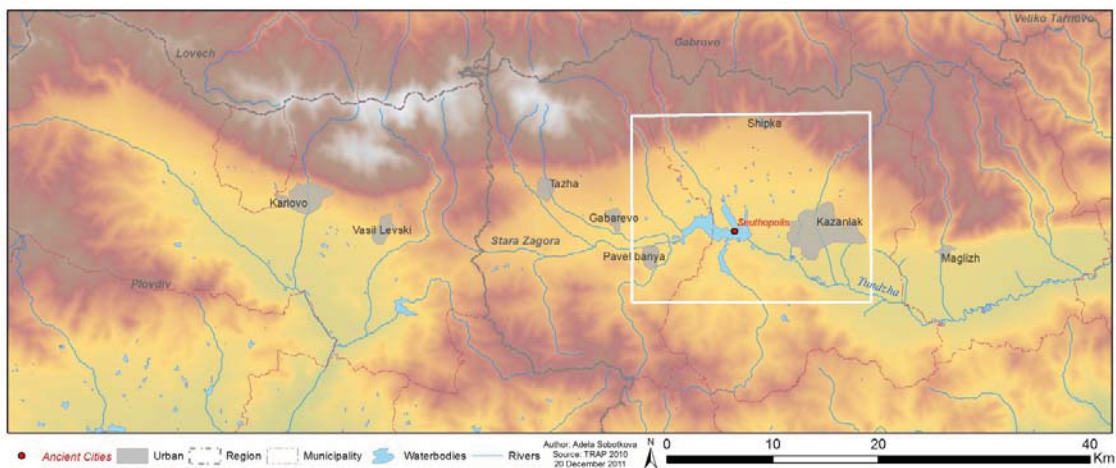 Veliko Tarnovo
Gabrovo
Lovech
Shipka
Tazha
Karlovo
Gabarevo
Seuthopolis
Kazanlak
Vasil Levski
Stara Zagora
Pavel banya
Maglizh
Tundzha
Plovdiv
Ancient Cities Urban Region Municipality Waterbodies Rivers
Author: Adela Sobotkova
Source: TRAP 2010
20 December 2011
N
0 10 20 40
Km